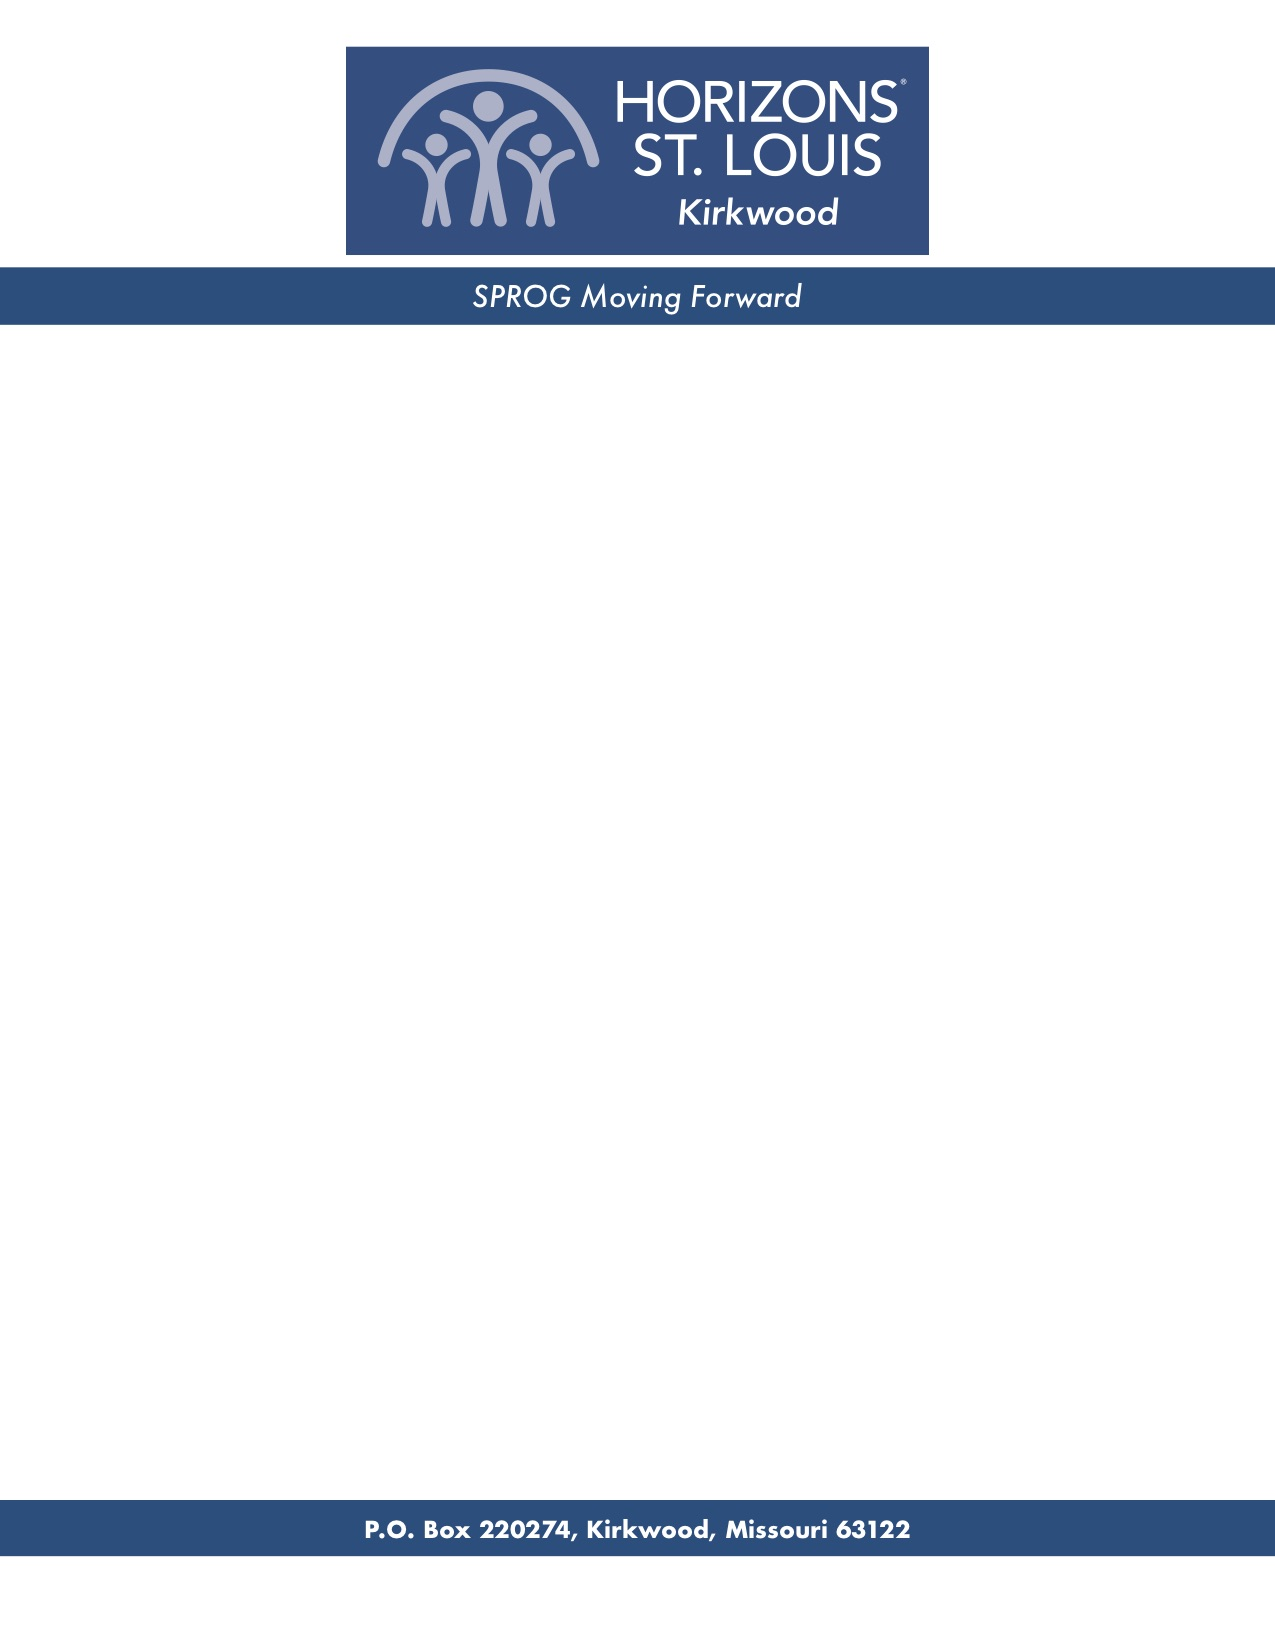 HORIZONS®
ST. LOUIS
Kirkwood
SPROG Moving Forward
P.O. Box 220274, Kirkwood, Missouri 63122